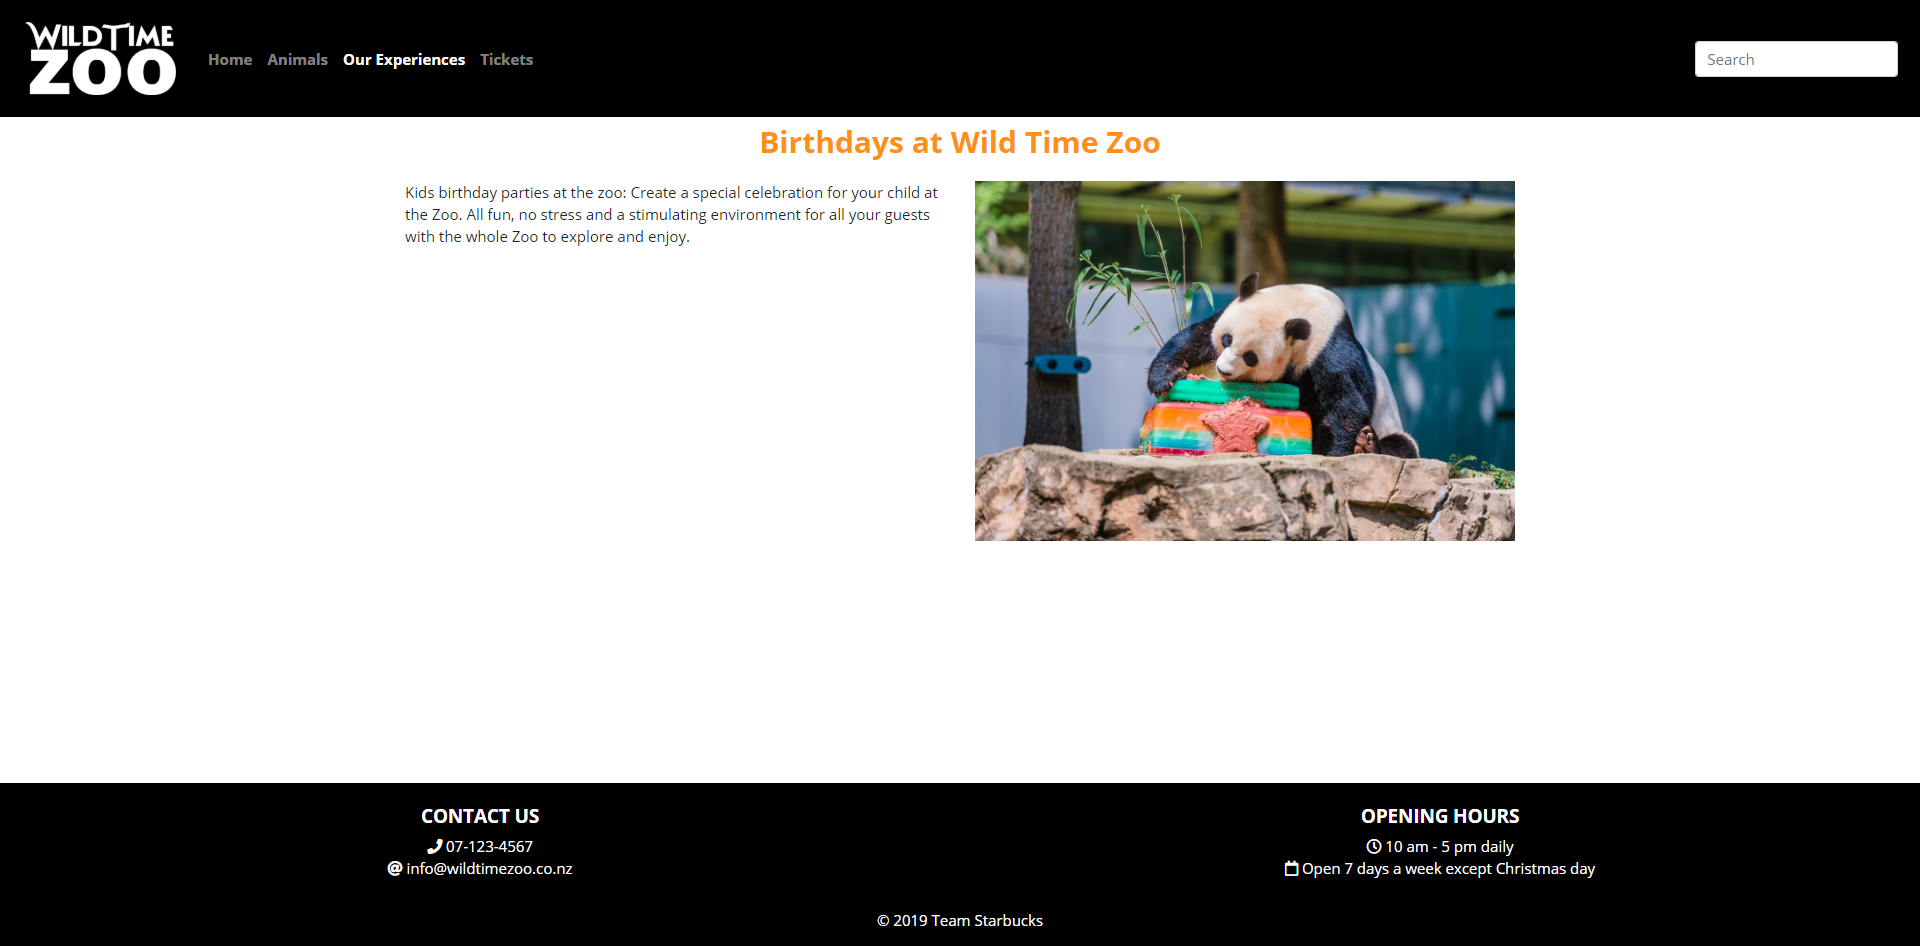 WILDTIME
ZOO
Home Animals Our Experiences Tickets
Search
Birthdays at Wild Time Zoo
Kids birthday parties at the zoo: Create a special celebration for your child at
the Zoo. All fun, no stress and a stimulating environment for all your guests
with the whole Zoo to explore and enjoy.
CONTACT US
07-123-4567
info@wildtimezoo.co.nz
OPENING HOURS
10 am - 5 pm daily
Open 7 days a week except Christmas day
© 2019 Team Starbucks